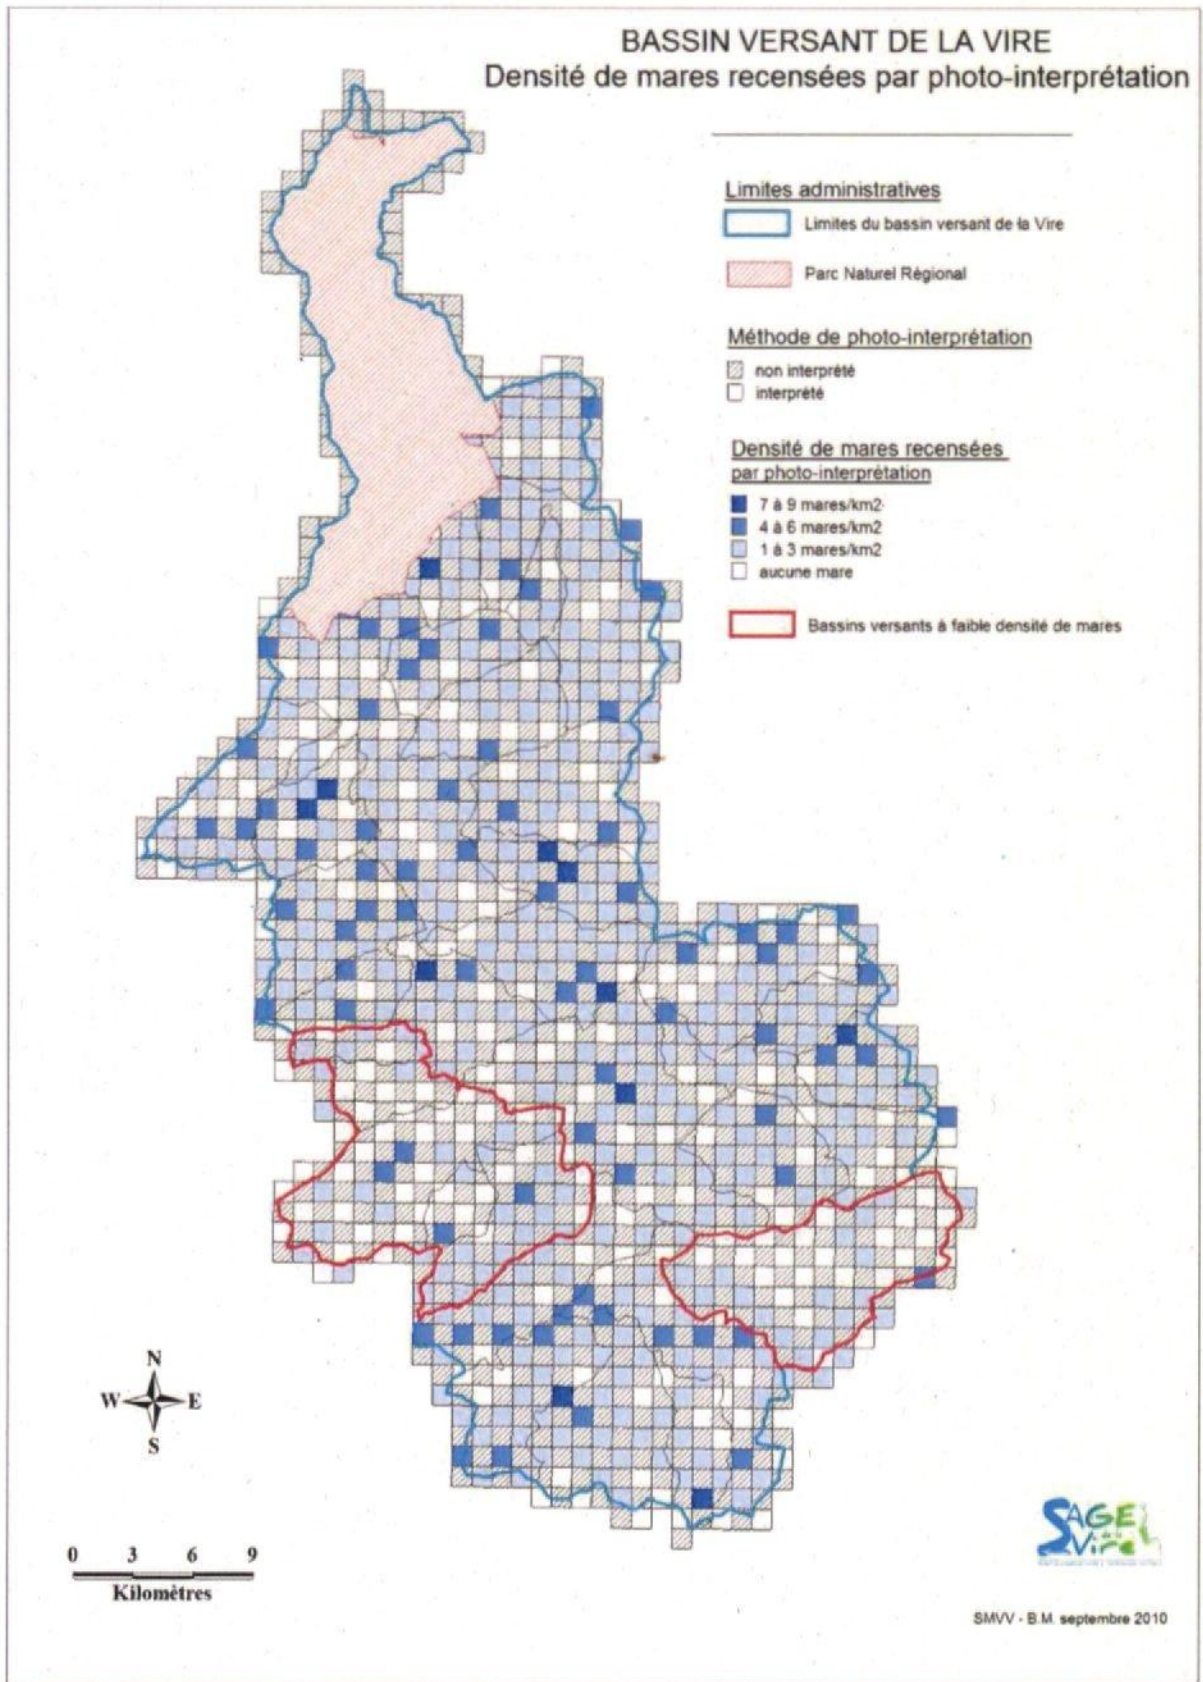 BASSIN VERSANT DE LA VIRE
Densité de mares recensées par photo-interprétation
Limites administratives
Limites du bassin versant de la Vire
Parc Naturel Régional
Méthode de photo-interprétation
non interprété
interprété
Densité de mares recensées
par photo-interprétation
7 à 9 mares/km2
4 à 6 mares/km2
1 à 3 mares/km2
aucune mare
Bassins versants à faible densité de mares
N
W E
S
0 3 6 9
Kilomètres
SAGE
de la
Vire
SMVV - B.M. septembre 2010